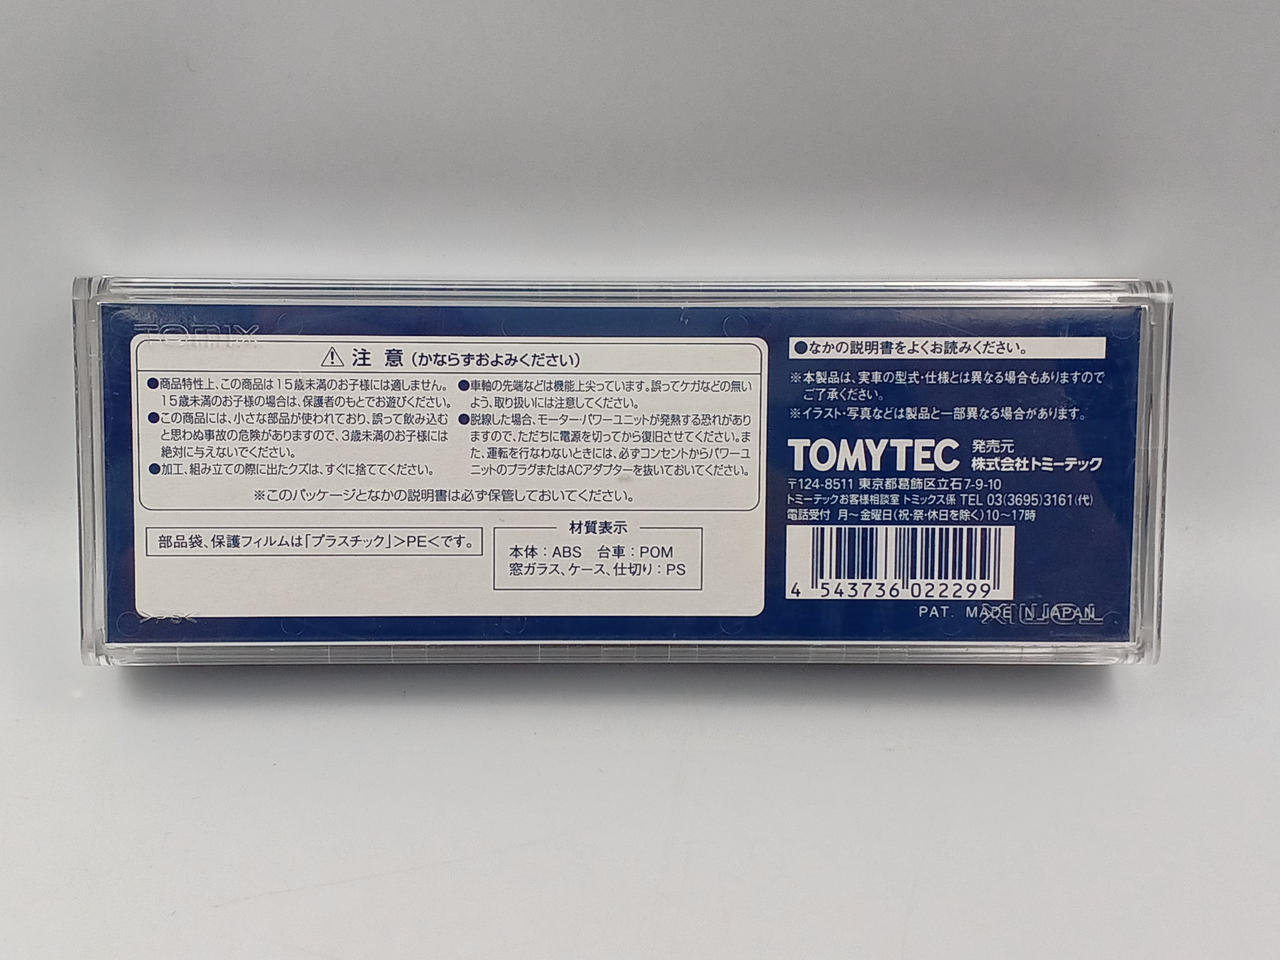 TOMIX
⚠ 注意(かならずおよみください)
●商品特性上、この商品は15歳未満のお子様には適しません。
15歳未満のお子様の場合は、保護者のもとでお遊びください。
●この商品には、小さな部品が使われており、誤って飲み込む
と思わぬ事故の危険がありますので、3歳未満のお子様には
絶対に与えないでください。
●加工、組み立ての際に出たクズは、すぐに捨ててください。
●車軸の先端などは機能上尖っています。誤ってケガなどの無い
よう、取り扱いには注意してください。
●脱線した場合、モーター・パワーユニットが発熱する恐れがあり
ますので、ただちに電源を切ってから復旧させてください。ま
た、運転を行なわないときには、必ずコンセントからパワーユ
ニットのプラグまたはACアダプターを抜いておいてください。
※このパッケージとなかの説明書は必ず保管しておいてください。
部品袋、保護フィルムは「プラスチック」>PE<です。
材質表示
本体:ABS 台車:POM
窓ガラス、ケース、仕切り:PS
●なかの説明書をよくお読みください。
※本製品は、実車の型式・仕様とは異なる場合もありますので
ご了承ください。
※イラスト・写真などは製品と一部異なる場合があります。
TOMYTEC 発売元
株式会社トミーテック
〒124-8511 東京都葛飾区立石7-9-10
トミーテックお客様相談室 トミックス係 TEL 03(3695)3161(代)
電話受付 月〜金曜日(祝・祭・休日を除く)10〜17時
4 543736 022299
PAT. MADE IN JAPAN
TOMIX